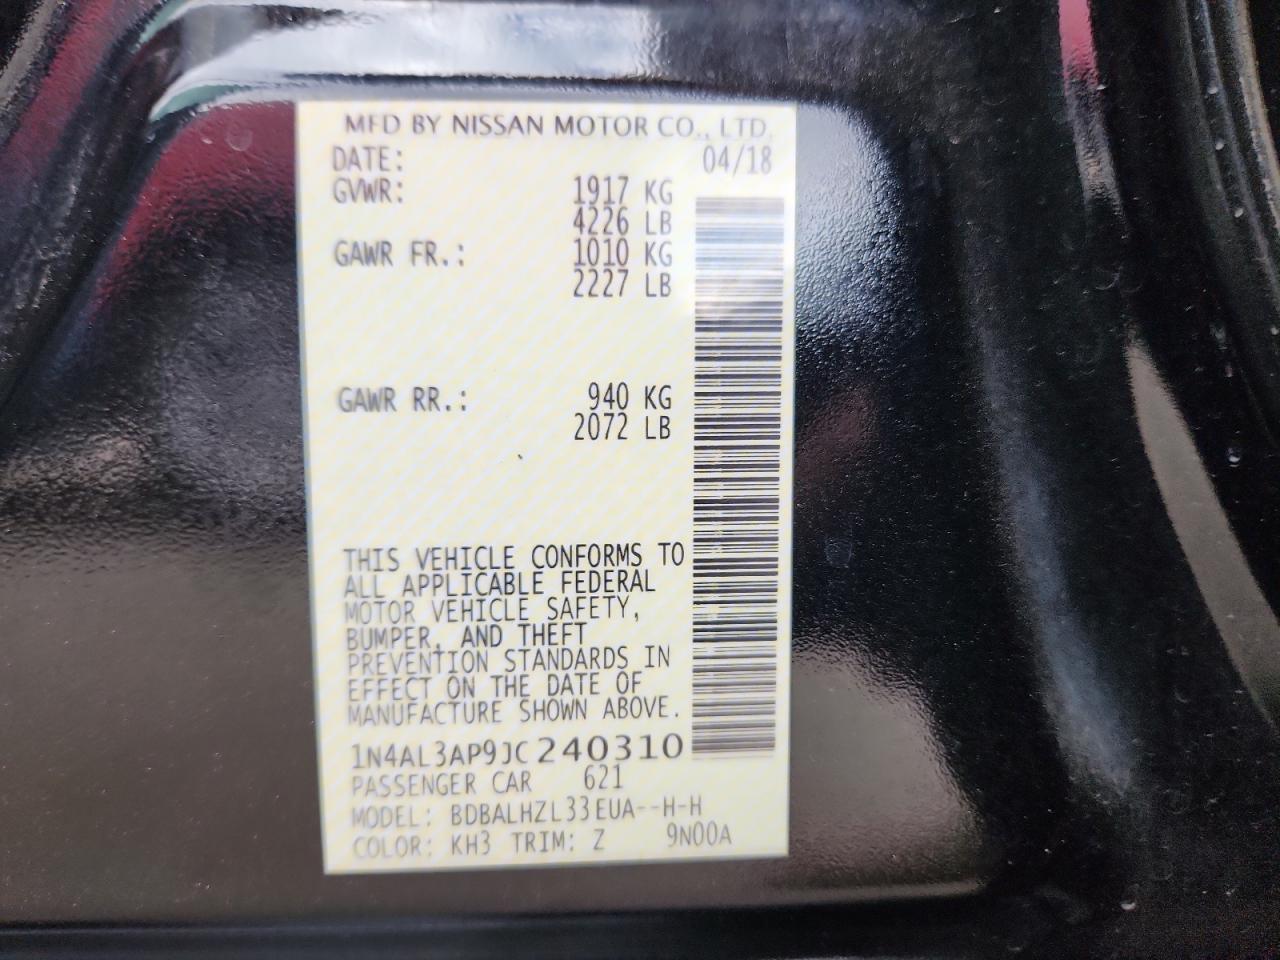 MFD BY NISSAN MOTOR CO., LTD.
DATE: 04/18
GVWR: 1917 KG
4226 LB
GAWR FR.: 1010 KG
2227 LB
GAWR RR.: 940 KG
2072 LB
THIS VEHICLE CONFORMS TO
ALL APPLICABLE FEDERAL
MOTOR VEHICLE SAFETY,
BUMPER, AND THEFT
PREVENTION STANDARDS IN
EFFECT ON THE DATE OF
MANUFACTURE SHOWN ABOVE.
1N4AL3AP9JC240310
PASSENGER CAR 621
MODEL: BDBALHZL33EUA--H-H
COLOR: KH3 TRIM: Z 9N00A